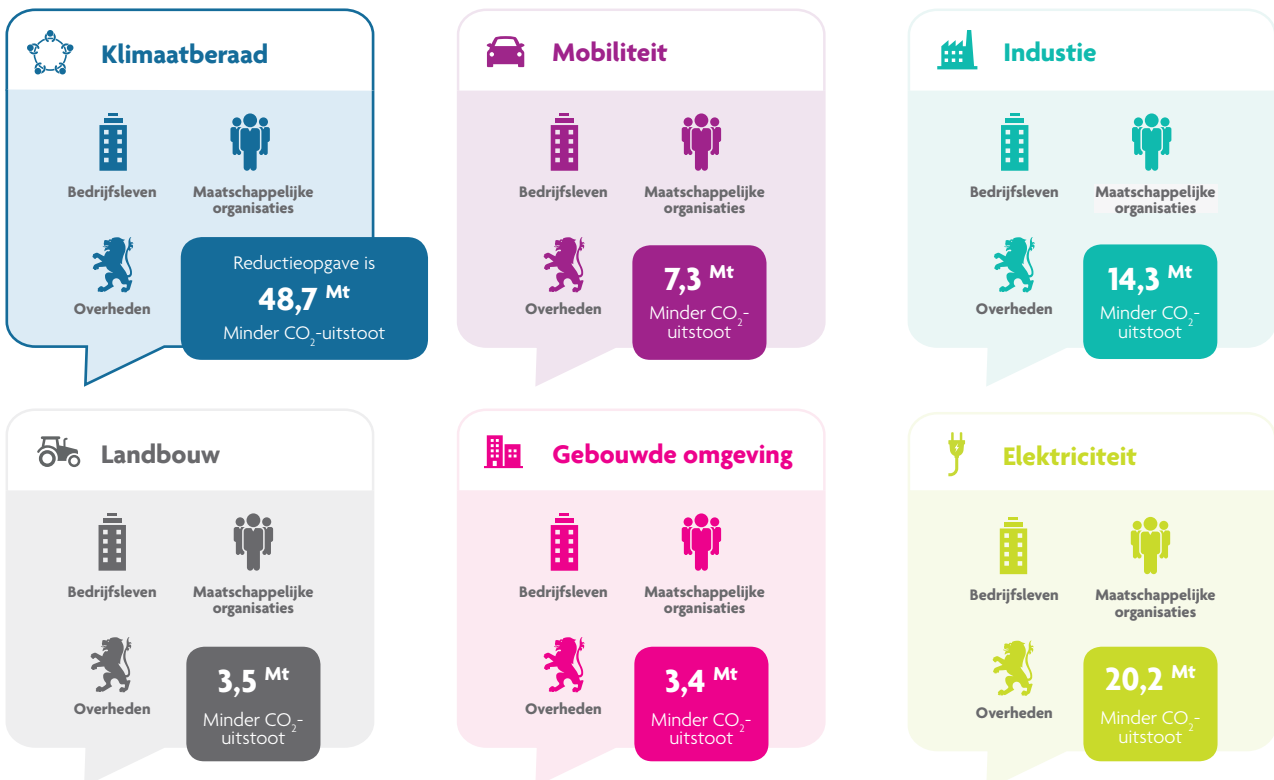 Klimaatberaad
Bedrijfsleven
Maatschappelijke
organisaties
Overheden
Reductieopgave is
48,7 Mt
Minder CO2-uitstoot
Mobiliteit
Bedrijfsleven
Maatschappelijke
organisaties
Overheden
7,3 Mt
Minder CO2-
uitstoot
Industie
Bedrijfsleven
Maatschappelijke
organisaties
Overheden
14,3 Mt
Minder CO2-
uitstoot
Landbouw
Bedrijfsleven
Maatschappelijke
organisaties
Overheden
3,5 Mt
Minder CO2-
uitstoot
Gebouwde omgeving
Bedrijfsleven
Maatschappelijke
organisaties
Overheden
3,4 Mt
Minder CO2-
uitstoot
Elektriciteit
Bedrijfsleven
Maatschappelijke
organisaties
Overheden
20,2 Mt
Minder CO2-
uitstoot